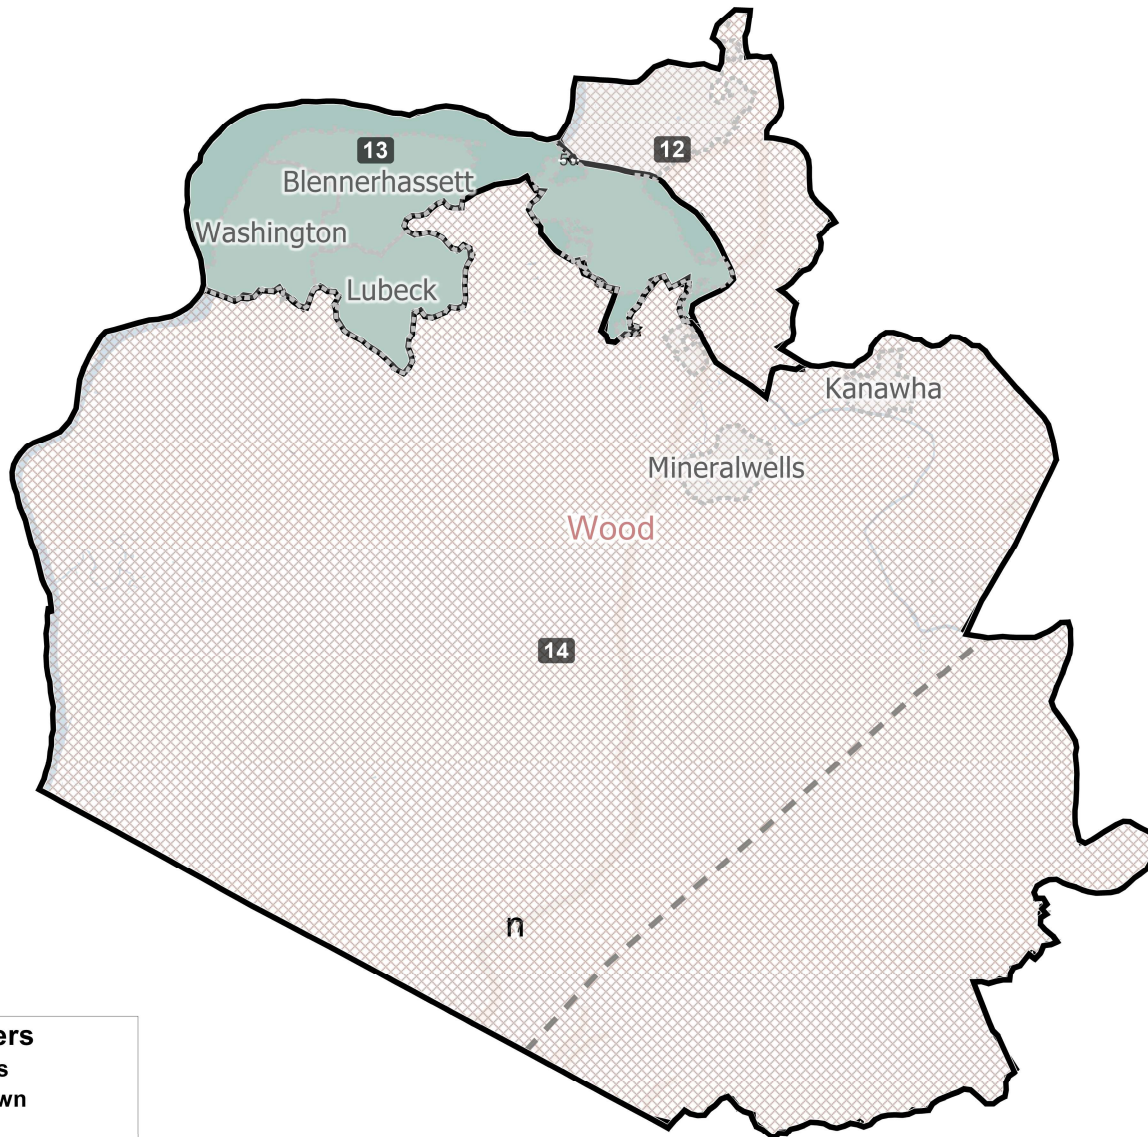 13
12
Blennerhassett
Washington
Lubeck
Kanawha
Mineralwells
Wood
14
n
ers
s
wn